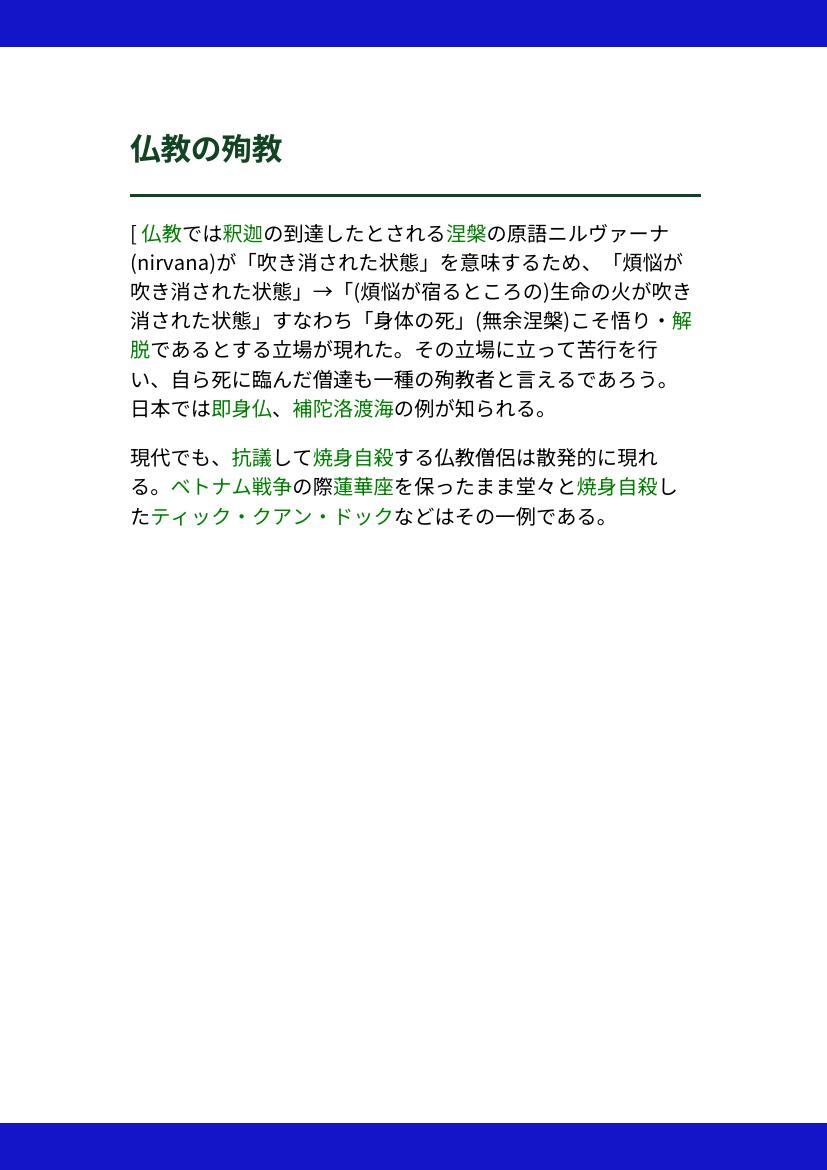 仏教の殉教
[ 仏教では釈迦の到達したとされる涅槃の原語ニルヴァーナ
(nirvana)が「吹き消された状態」を意味するため、「煩悩が
吹き消された状態」→「(煩悩が宿るところの)生命の火が吹き
消された状態」すなわち「身体の死」(無余涅槃)こそ悟り・解
脱であるとする立場が現れた。その立場に立って苦行を行
い、自ら死に臨んだ僧達も一種の殉教者と言えるであろう。
日本では即身仏、補陀洛渡海の例が知られる。
現代でも、抗議して焼身自殺する仏教僧侶は散発的に現れ
る。ベトナム戦争の際蓮華座を保ったまま堂々と焼身自殺し
たティック・クアン・ドックなどはその一例である。